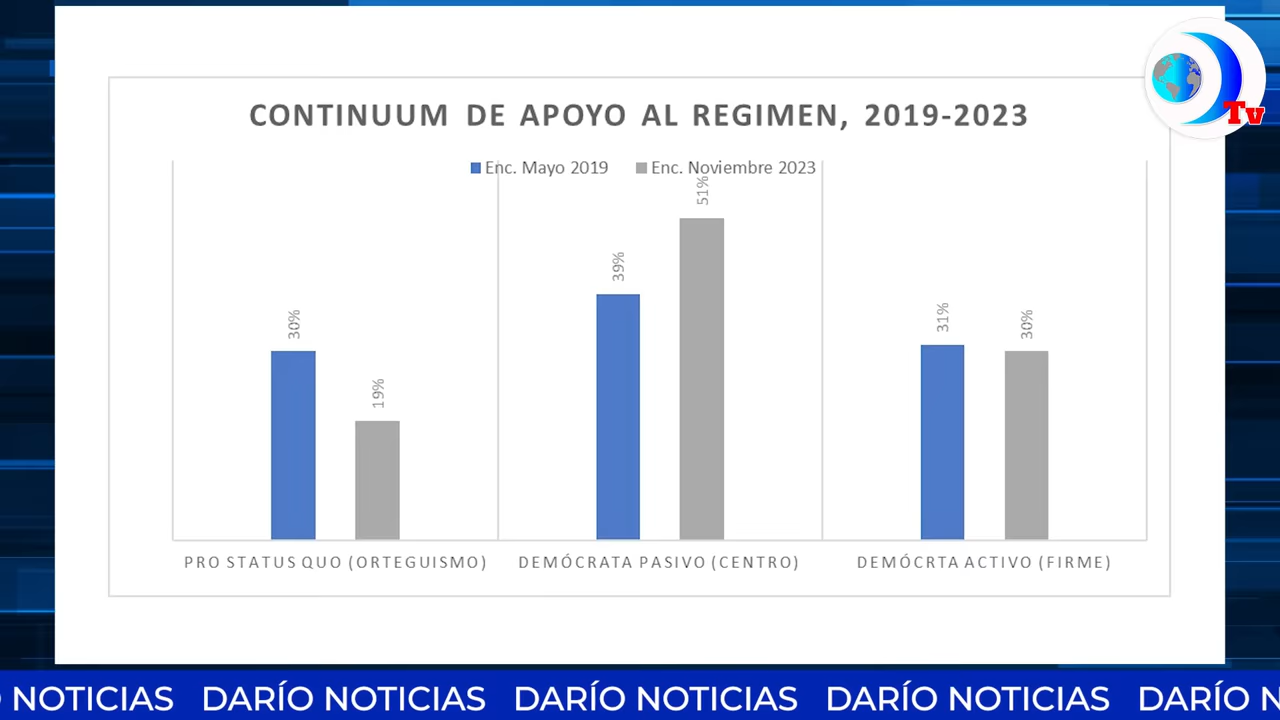 CONTINUUM DE APOYO AL REGIMEN, 2019-2023
Enc. Mayo 2019 Enc. Noviembre 2023
30%
19%
39%
51%
31%
30%
PRO STATUS QUO (ORTEGUISMO) DEMÓCRATA PASIVO (CENTRO) DEMÓCRTA ACTIVO (FIRME)
Tv
O NOTICIAS DARÍO NOTICIAS DARÍO NOTICIAS DARÍO NOTICIAS DARÍO N